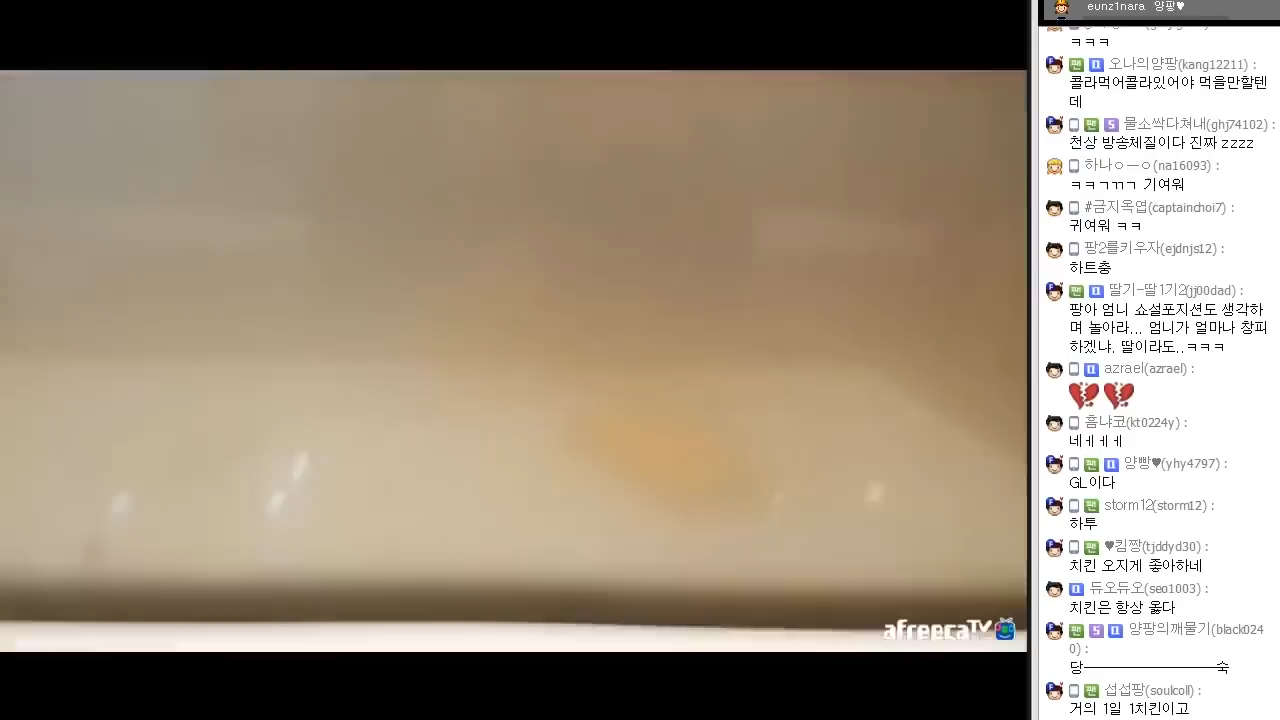 eunz1nara 양팡♥
ㅋㅋㅋ
오나의양팡(kang12211) :
콜라먹어콜라있어야 먹을만할텐
데
물소싹다쳐내(ghj74102) :
천상 방송체질이다 진짜 zzzz
하나ㅇㅡㅇ(na16093) :
ㅋㅋㄱㄲㄱ 기여워
#금지옥엽(captainchoi7) :
귀여워 ㅋㅋ
팡2를키우자(ejdnjs12) :
하트충
딸기-딸1기2(jj00dad) :
팡아 엄니 쇼설포지션도 생각하
며 놀아라... 엄니가 얼마나 창피
하겠냐. 딸이라도..ㅋㅋㅋ
azrael(azrael) :
흠냐코(kt0224y) :
네ㅔㅔㅔ
양빵♥(yhy4797) :
GL이다
storm12(storm12) :
하투
♥킴짱(tjddyd30) :
치킨 오지게 좋아하네
듀오듀오(seo1003) :
치킨은 항상 옳다
양팡의깨물기(black024
0) :
당━━━━━━━━━━숙
섭섭팡(soulcoll) :
거의 1일 1치킨이고
afreecaTV